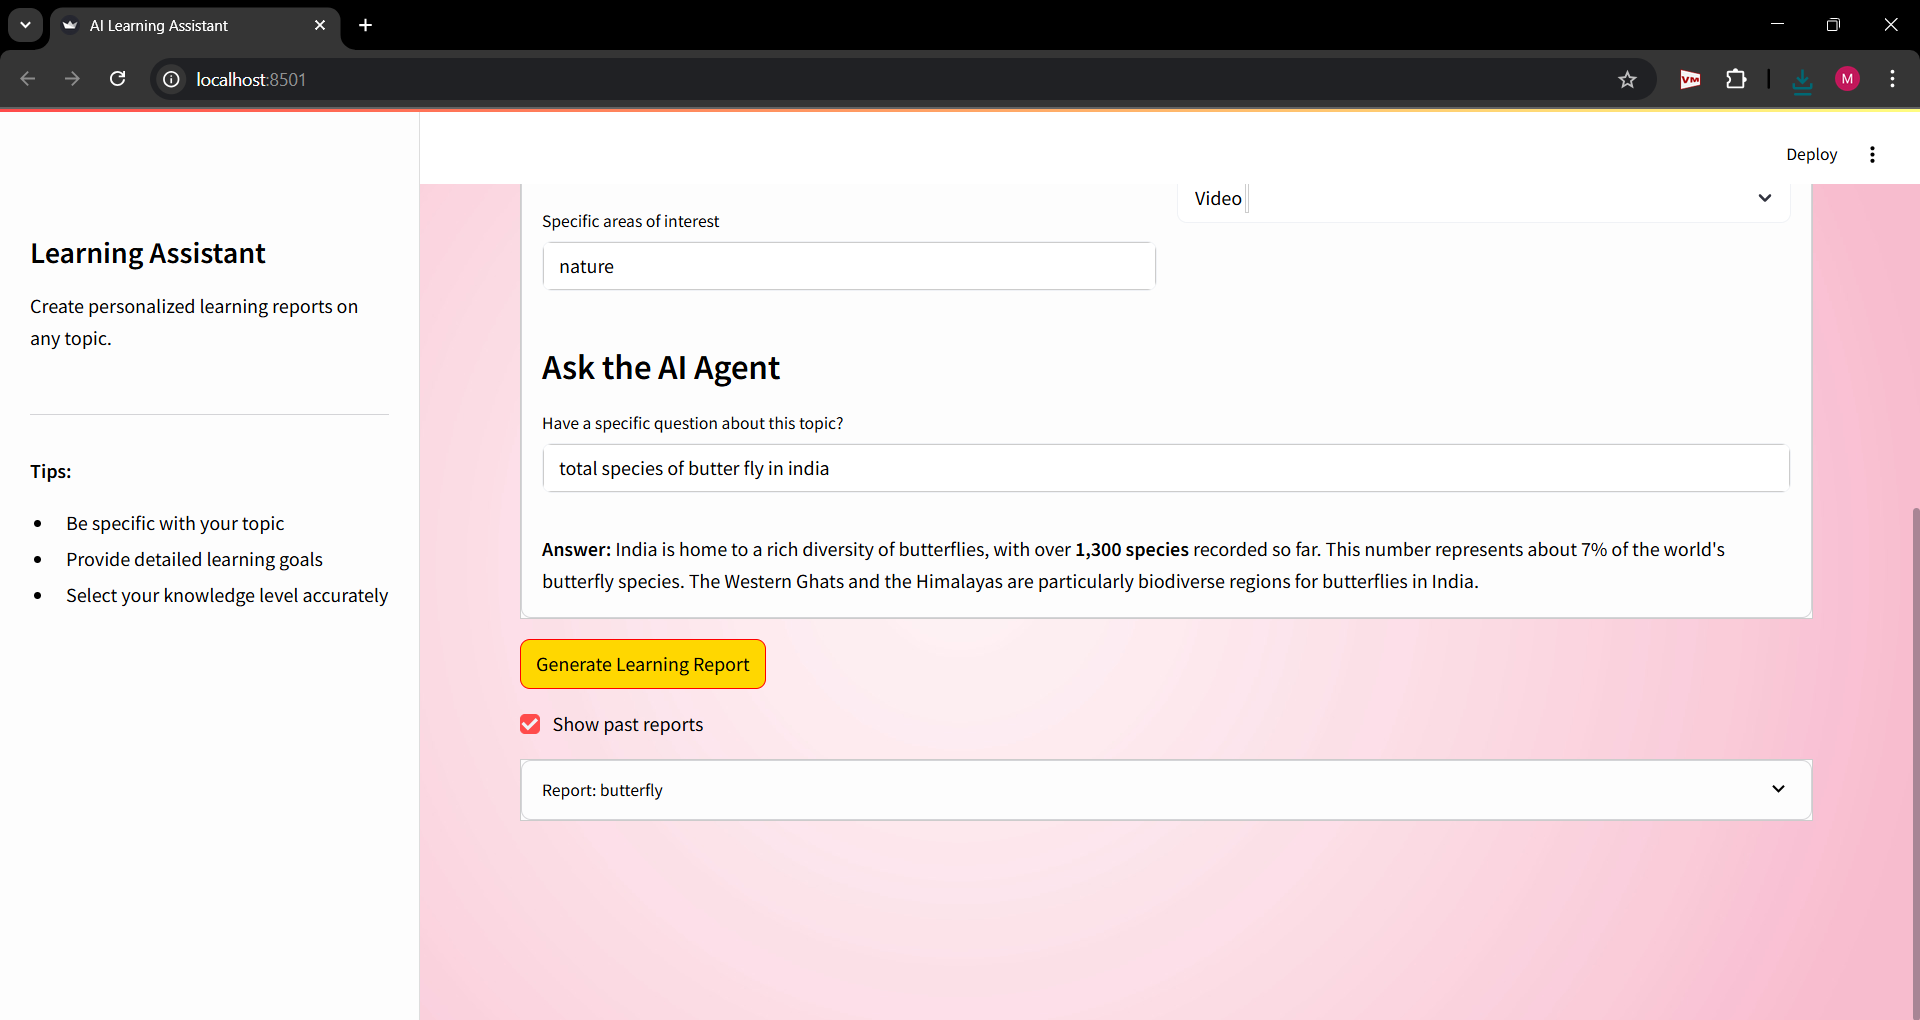 AI Learning Assistant
localhost:8501
VM
M
Deploy
Learning Assistant
Create personalized learning reports on
any topic.
Tips:
Be specific with your topic
Provide detailed learning goals
Select your knowledge level accurately
Video
Specific areas of interest
nature
Ask the AI Agent
Have a specific question about this topic?
total species of butter fly in india
Answer: India is home to a rich diversity of butterflies, with over 1,300 species recorded so far. This number represents about 7% of the world's
butterfly species. The Western Ghats and the Himalayas are particularly biodiverse regions for butterflies in India.
Generate Learning Report
Show past reports
Report: butterfly